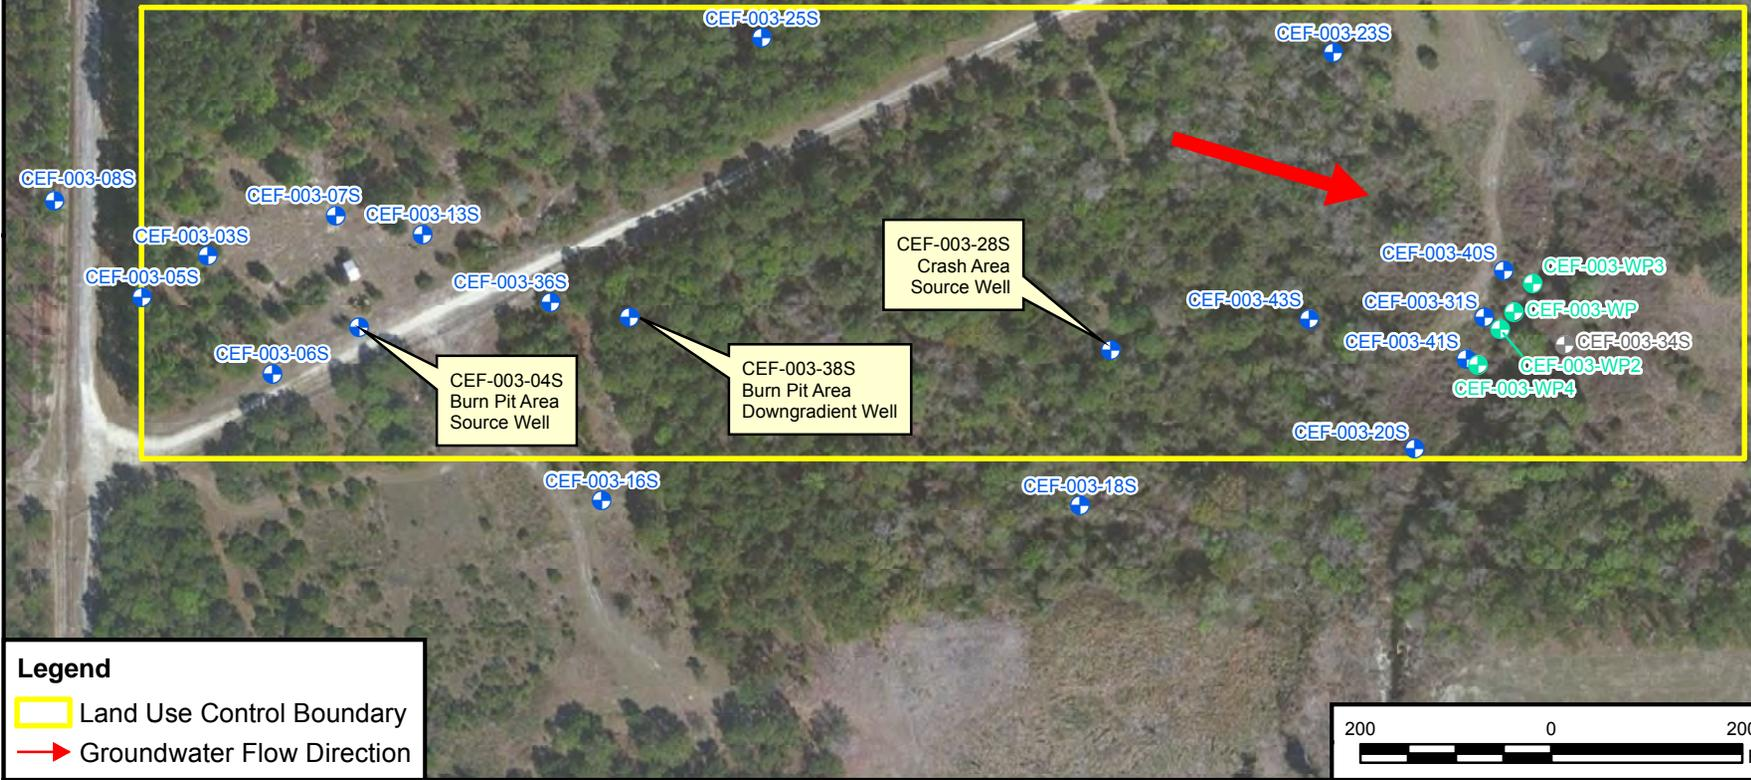 CEF-003-25S
CEF-003-23S
CEF-003-08S
CEF-003-07S
CEF-003-13S
CEF-003-03S
CEF-003-05S
CEF-003-36S
CEF-003-28S
Crash Area
Source Well
CEF-003-40S
CEF-003-WP3
CEF-003-43S
CEF-003-31S
CEF-003-WP
CEF-003-41S
CEF-003-34S
CEF-003-WP2
CEF-003-WP4
CEF-003-06S
CEF-003-04S
Burn Pit Area
Source Well
CEF-003-38S
Burn Pit Area
Downgradient Well
CEF-003-20S
CEF-003-16S
CEF-003-18S
Legend
Land Use Control Boundary
Groundwater Flow Direction
200 0 200